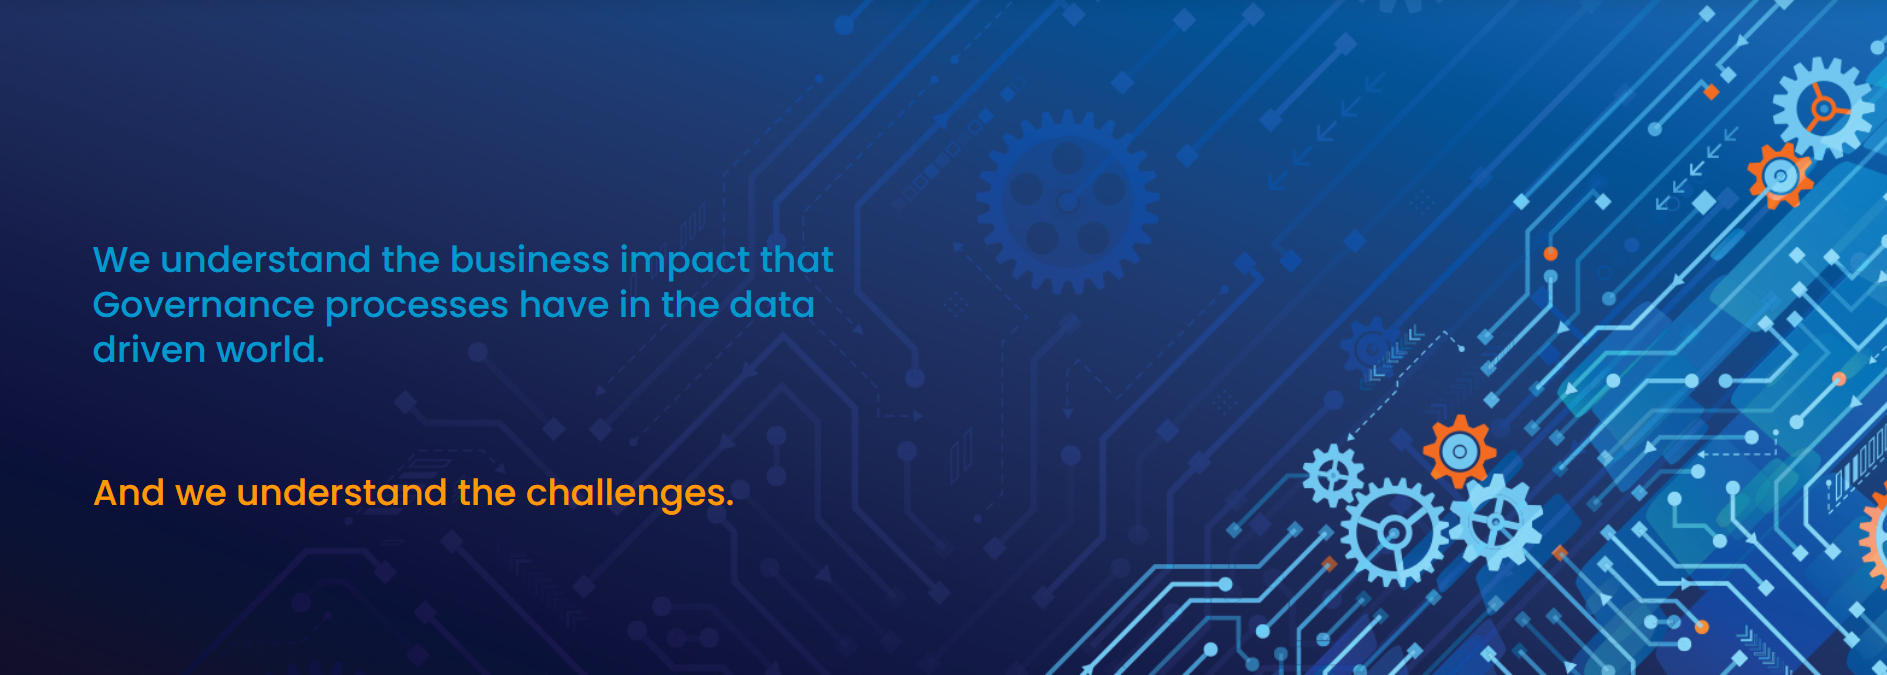 We understand the business impact that
Governance processes have in the data
driven world.
And we understand the challenges.